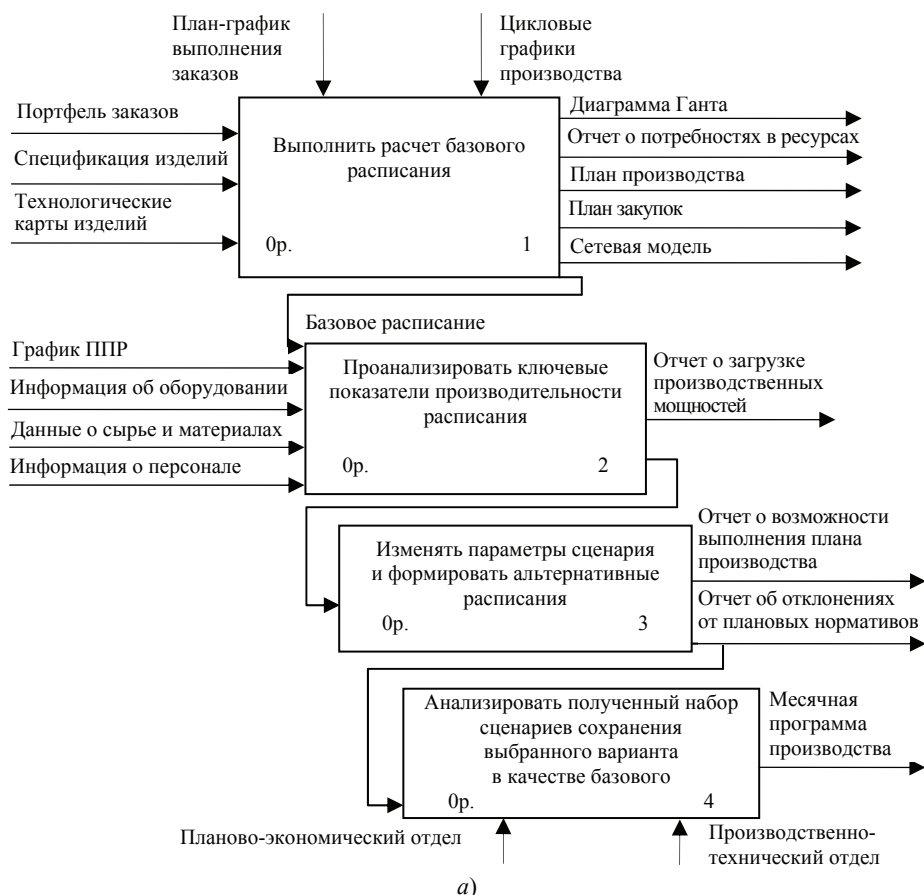 План-график
выполнения
заказов
Цикловые
графики
производства
Портфель заказов
Спецификация изделий
Технологические
карты изделий
Выполнить расчет базового
расписания
0р.
1
Диаграмма Ганта
Отчет о потребностях в ресурсах
План производства
План закупок
Сетевая модель
Базовое расписание
График ППР
Информация об оборудовании
Данные о сырье и материалах
Информация о персонале
Проанализировать ключевые
показатели производительности
расписания
0р.
2
Отчет о загрузке
производственных
мощностей
Изменять параметры сценария
и формировать альтернативные
расписания
0р.
3
Отчет о возможности
выполнения плана
производства
Отчет об отклонениях
от плановых нормативов
Анализировать полученный набор
сценариев сохранения
выбранного варианта
в качестве базового
0р.
4
Месячная
программа
производства
Планово-экономический отдел
Производственно-
технический отдел
а)